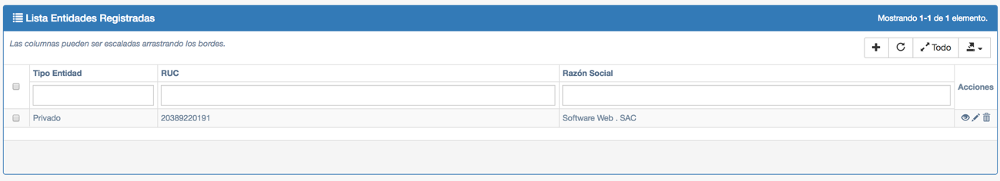 Lista Entidades Registradas
Mostrando 1-1 de 1 elemento.
Las columnas pueden ser escaladas arrastrando los bordes.
Todo
Tipo Entidad RUC Razón Social Acciones
Privado 20389220191 Software Web . SAC